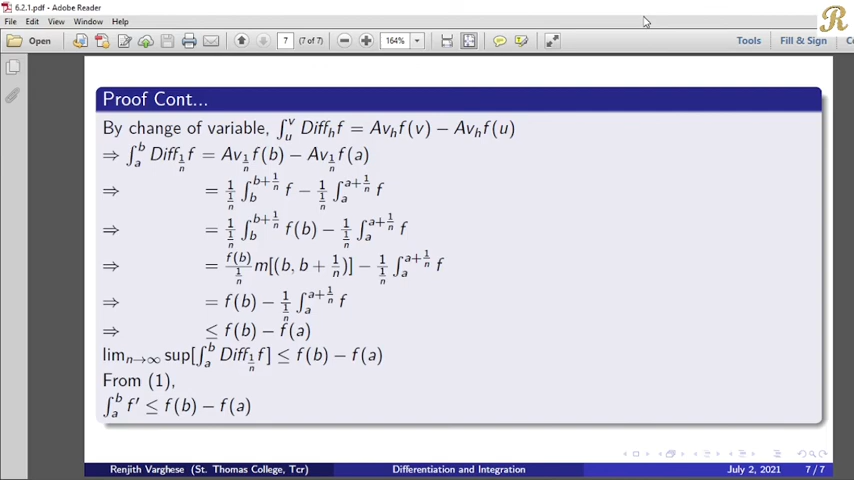 6.2.1.pdf - Adobe Reader
File Edit View Window Help
Open 7 (7 of 7) 164% Tools Fill & Sign Co
R
Proof Cont...
By change of variable, ∫_u^v Diff_h f = Av_h f(v) − Av_h f(u)
⇒ ∫_a^b Diff_{1/n} f = Av_{1/n} f(b) − Av_{1/n} f(a)
⇒ = 1/(1/n) ∫_b^{b+1/n} f − 1/(1/n) ∫_a^{a+1/n} f
⇒ = 1/(1/n) ∫_b^{b+1/n} f(b) − 1/(1/n) ∫_a^{a+1/n} f
⇒ = f(b)/(1/n) m[(b, b + 1/n)] − 1/(1/n) ∫_a^{a+1/n} f
⇒ = f(b) − 1/(1/n) ∫_a^{a+1/n} f
⇒ ≤ f(b) − f(a)
lim_{n→∞} sup[∫_a^b Diff_{1/n} f] ≤ f(b) − f(a)
From (1),
∫_a^b f′ ≤ f(b) − f(a)
Renjith Varghese (St. Thomas College, Tcr) Differentiation and Integration July 2, 2021 7 / 7